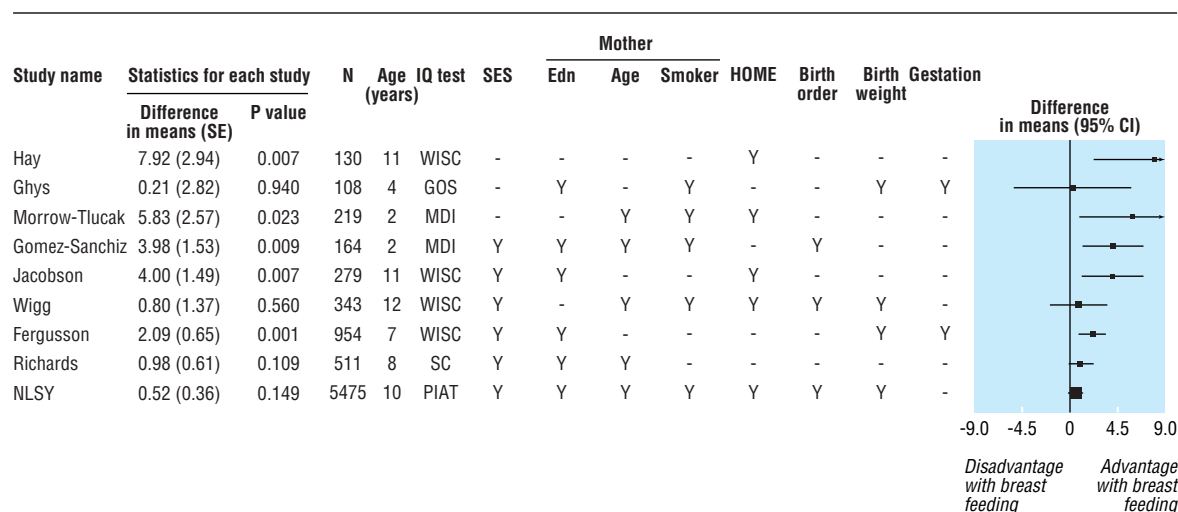 Mother
Study name Statistics for each study N Age IQ test SES Edn Age Smoker HOME Birth Birth Gestation
(years) order weight
Difference P value
in means (SE)
Difference
in means (95% CI)
Hay 7.92 (2.94) 0.007 130 11 WISC - - - - Y - - -
Ghys 0.21 (2.82) 0.940 108 4 GOS - Y - Y - - Y Y
Morrow-Tlucak 5.83 (2.57) 0.023 219 2 MDI - - Y Y Y - - -
Gomez-Sanchiz 3.98 (1.53) 0.009 164 2 MDI Y Y Y Y - Y - -
Jacobson 4.00 (1.49) 0.007 279 11 WISC Y Y - - Y - - -
Wigg 0.80 (1.37) 0.560 343 12 WISC Y - Y Y Y Y Y -
Fergusson 2.09 (0.65) 0.001 954 7 WISC Y Y - - - - Y Y
Richards 0.98 (0.61) 0.109 511 8 SC Y Y Y - - - - -
NLSY 0.52 (0.36) 0.149 5475 10 PIAT Y Y Y Y Y Y Y -
-9.0 -4.5 0 4.5 9.0
Disadvantage Advantage
with breast with breast
feeding feeding